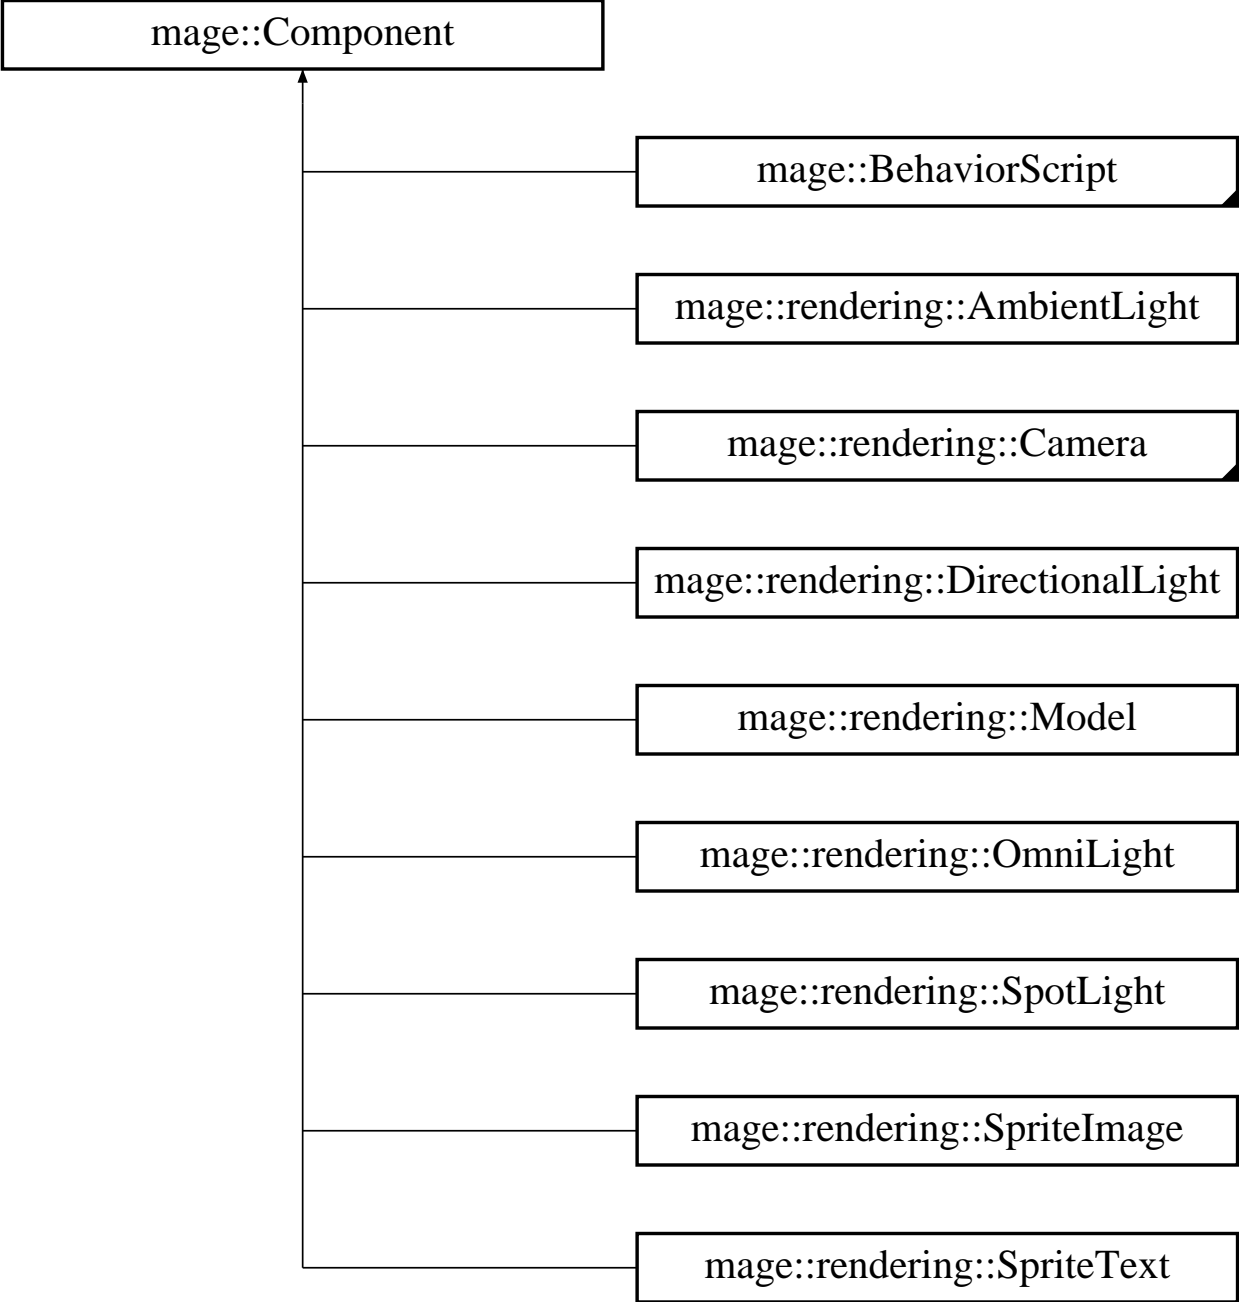 mage::Component
mage::BehaviorScript
mage::rendering::AmbientLight
mage::rendering::Camera
mage::rendering::DirectionalLight
mage::rendering::Model
mage::rendering::OmniLight
mage::rendering::SpotLight
mage::rendering::SpriteImage
mage::rendering::SpriteText